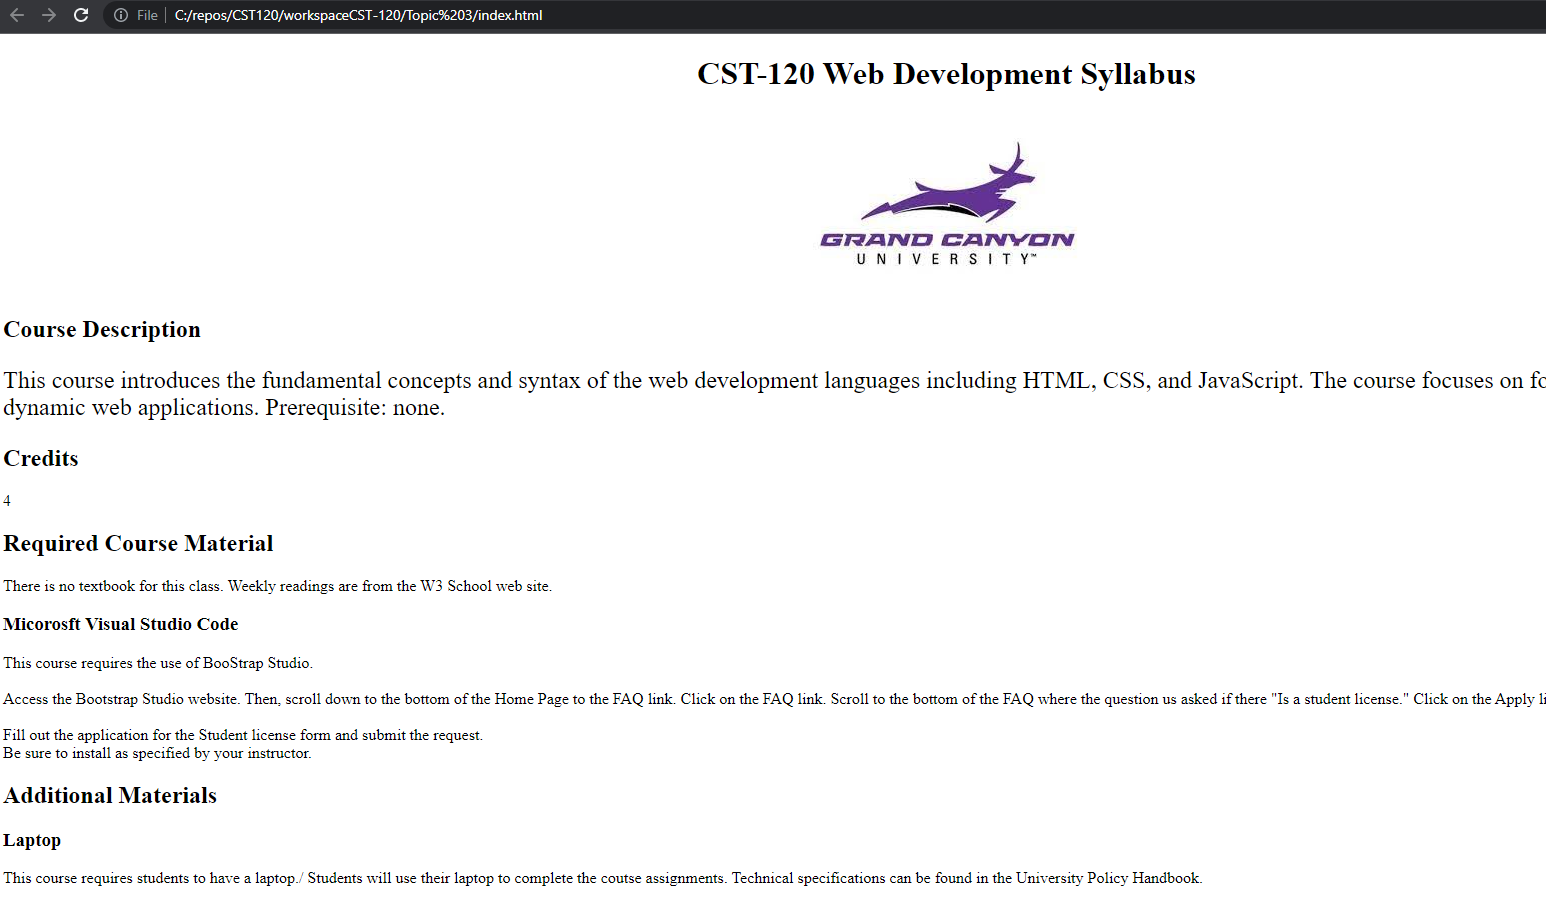 File C:/repos/CST120/workspaceCST-120/Topic%203/index.html
CST-120 Web Development Syllabus
GRAND CANYON
UNIVERSITY™
Course Description
This course introduces the fundamental concepts and syntax of the web development languages including HTML, CSS, and JavaScript. The course focuses on fo
dynamic web applications. Prerequisite: none.
Credits
4
Required Course Material
There is no textbook for this class. Weekly readings are from the W3 School web site.
Micorosft Visual Studio Code
This course requires the use of BooStrap Studio.
Access the Bootstrap Studio website. Then, scroll down to the bottom of the Home Page to the FAQ link. Click on the FAQ link. Scroll to the bottom of the FAQ where the question us asked if there "Is a student license." Click on the Apply li
Fill out the application for the Student license form and submit the request.
Be sure to install as specified by your instructor.
Additional Materials
Laptop
This course requires students to have a laptop./ Students will use their laptop to complete the coutse assignments. Technical specifications can be found in the University Policy Handbook.